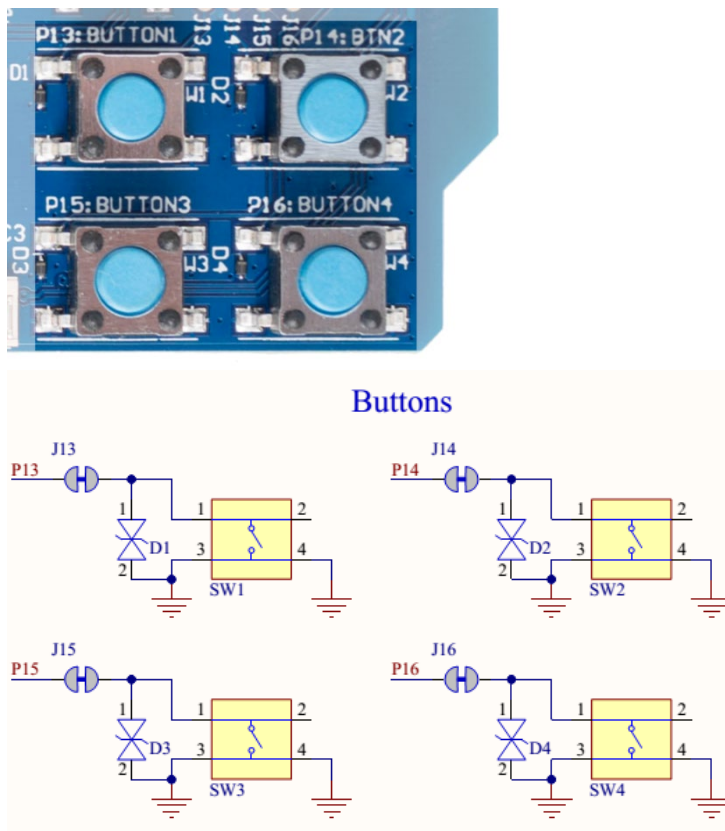 J13
J14
J15
J16
P13:BUTTON1
P14:BTN2
D1
W1
D2
W2
P15:BUTTON3
P16:BUTTON4
D3
W3
D4
W4
Buttons
J13
J14
P13
P14
1 2
1 2
1
1
D1
D2
2
3 4
2
3 4
SW1
SW2
J15
J16
P15
P16
1 2
1 2
1
1
D3
D4
2
3 4
2
3 4
SW3
SW4